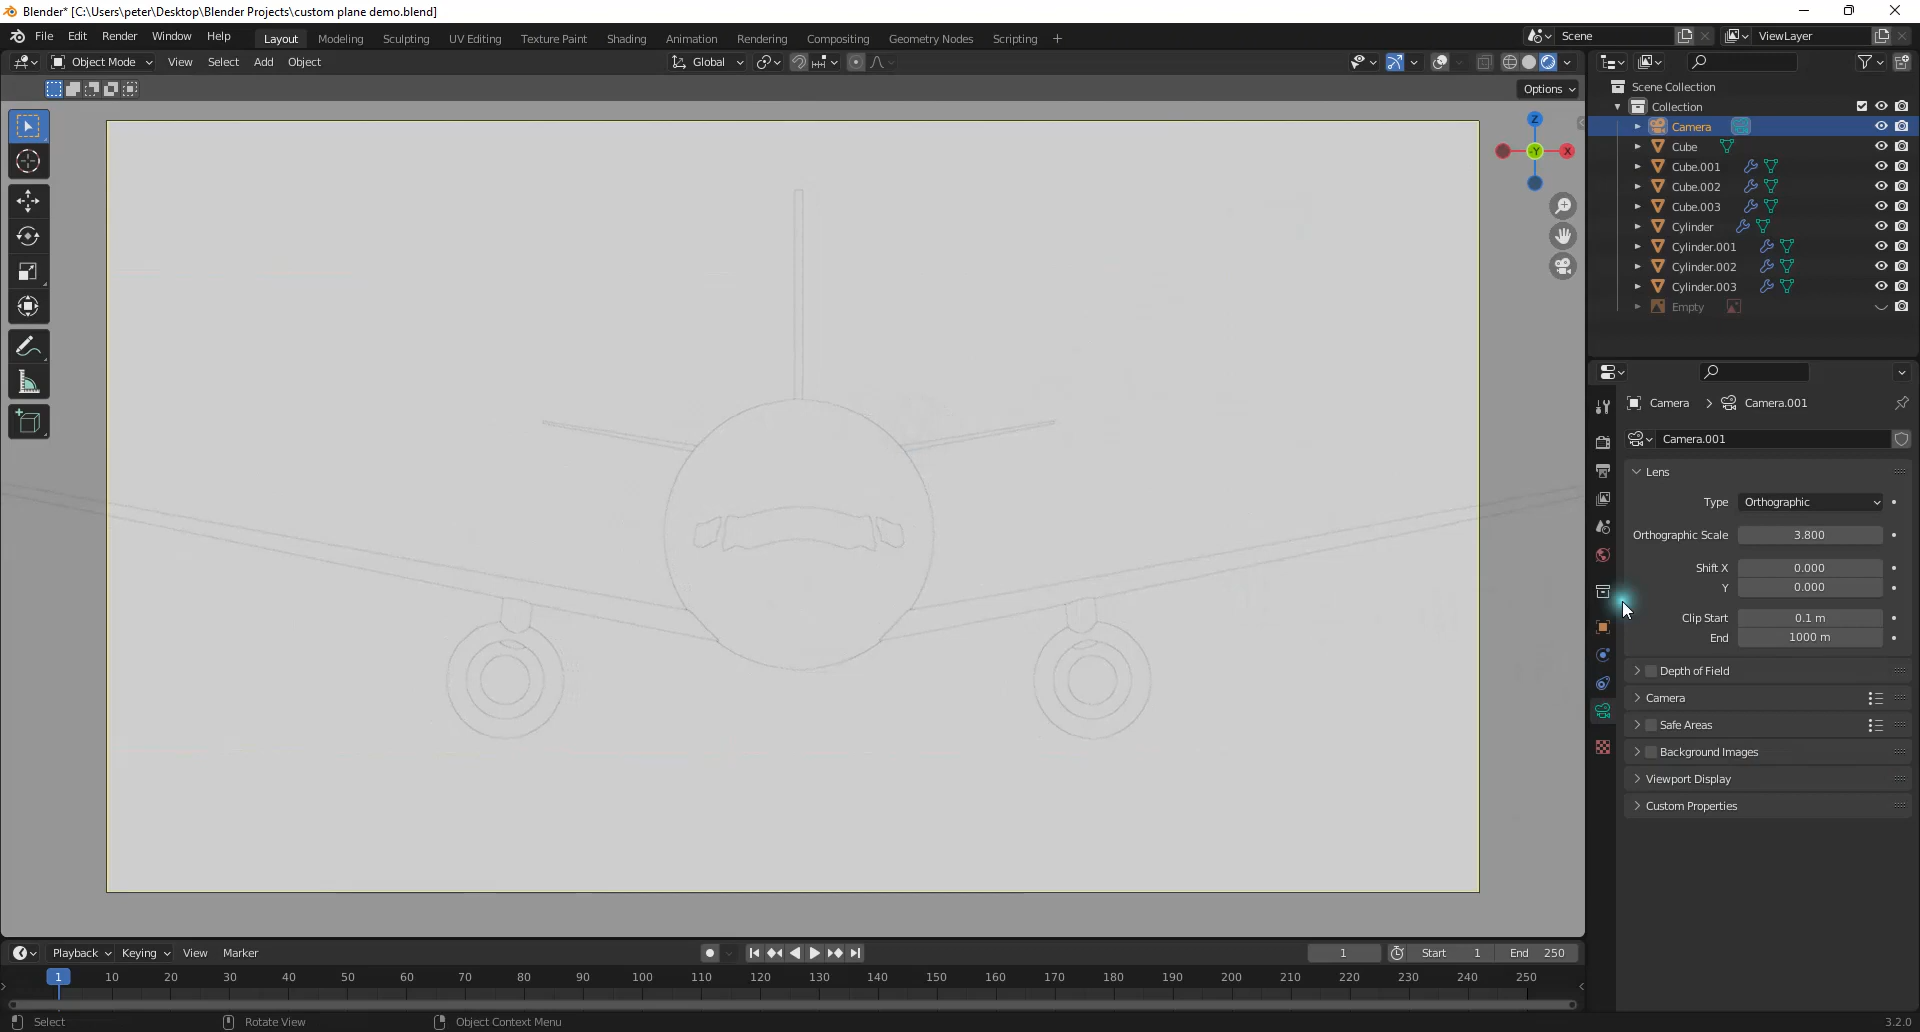 Blender* [C:\Users\peter\Desktop\Blender Projects\custom plane demo.blend]
File Edit Render Window Help Layout Modeling Sculpting UV Editing Texture Paint Shading Animation Rendering Compositing Geometry Nodes Scripting + Scene ViewLayer
Object Mode View Select Add Object Global
Options
Scene Collection
Collection
Camera
Cube
Cube.001
Cube.002
Cube.003
Cylinder
Cylinder.001
Cylinder.002
Cylinder.003
Empty
Z
-Y X
Camera > Camera.001
Camera.001
Lens
Type Orthographic
Orthographic Scale 3.800
Shift X 0.000
Y 0.000
Clip Start 0.1 m
End 1000 m
Depth of Field
Camera
Safe Areas
Background Images
Viewport Display
Custom Properties
Playback Keying View Marker 1 Start 1 End 250
1 10 20 30 40 50 60 70 80 90 100 110 120 130 140 150 160 170 180 190 200 210 220 230 240 250
Select Rotate View Object Context Menu 3.2.0